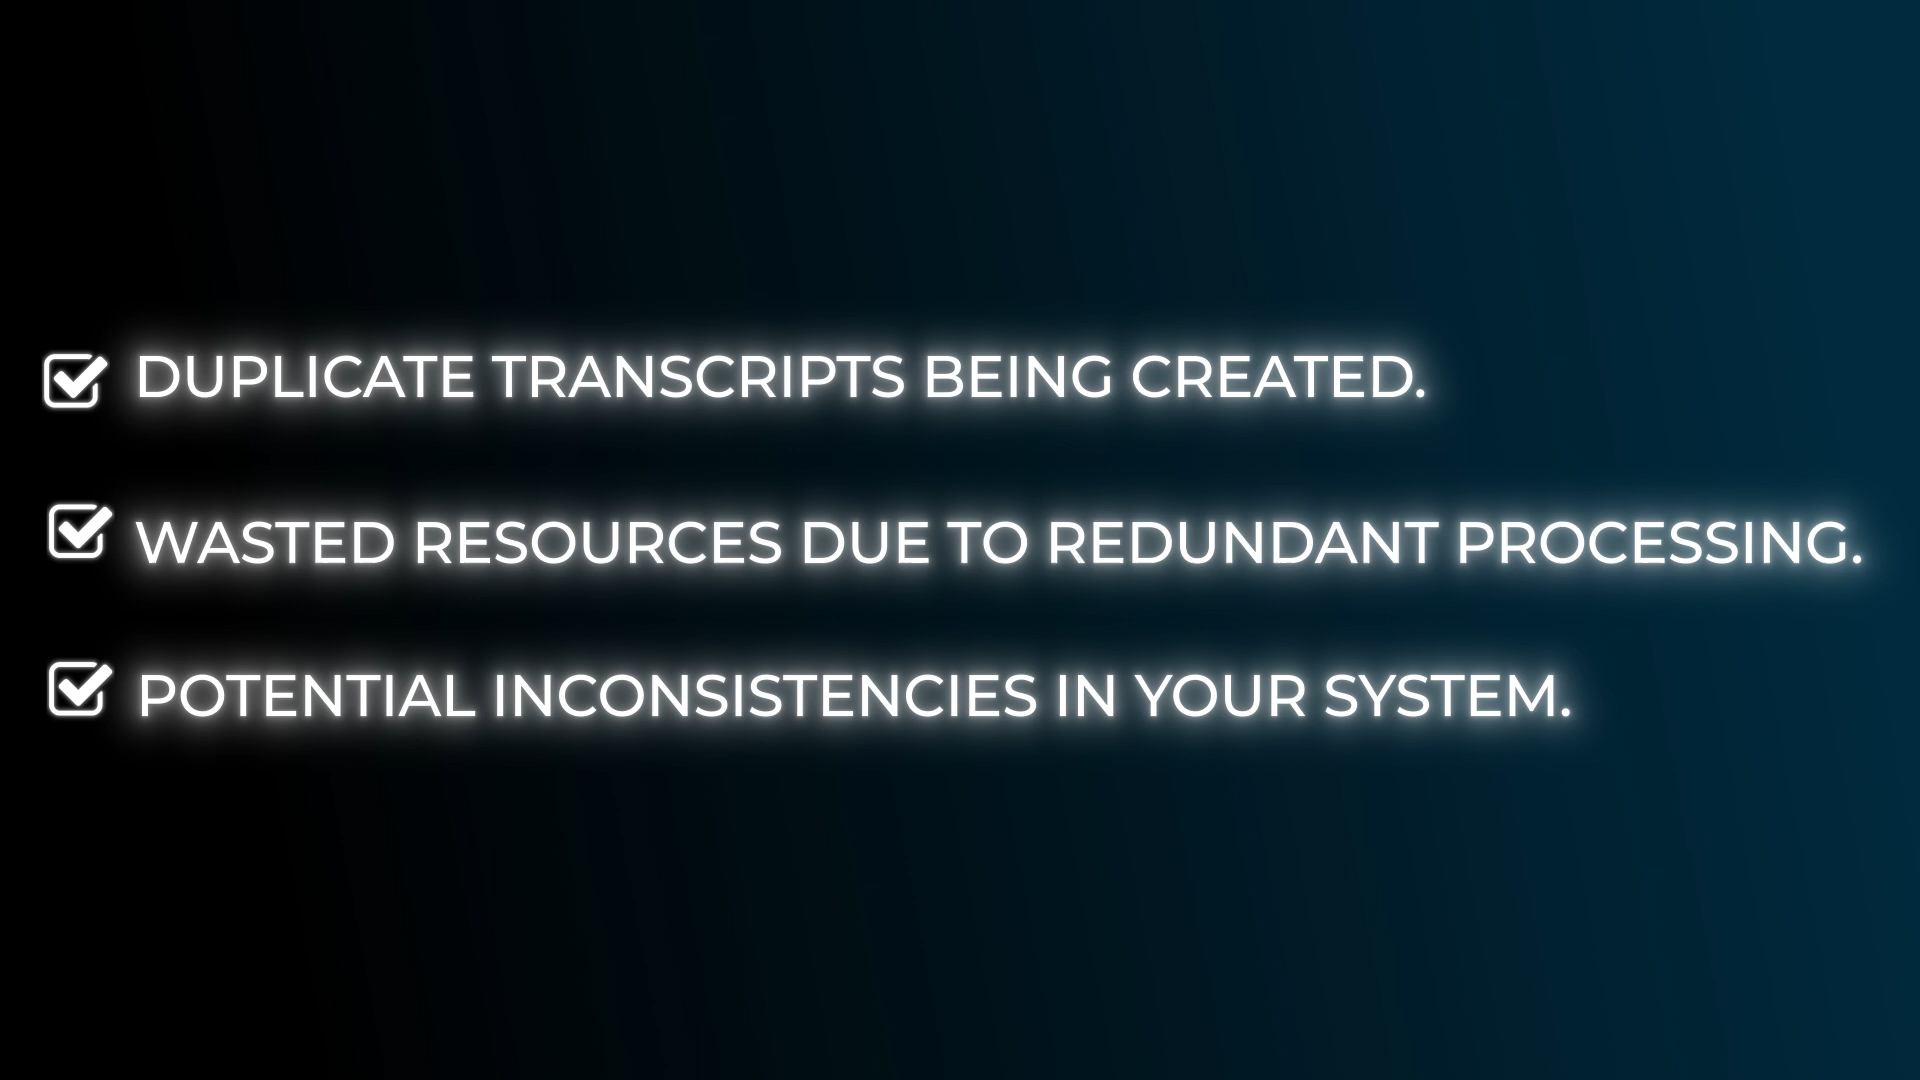 DUPLICATE TRANSCRIPTS BEING CREATED.
WASTED RESOURCES DUE TO REDUNDANT PROCESSING.
POTENTIAL INCONSISTENCIES IN YOUR SYSTEM.